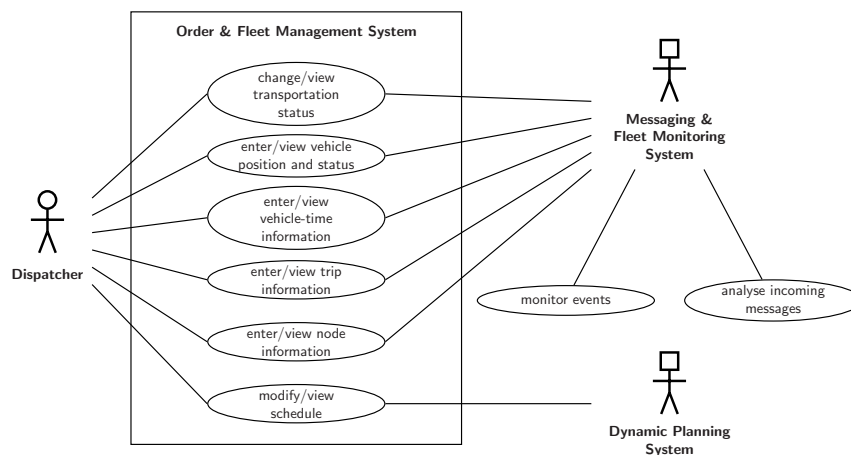 Order & Fleet Management System
change/view
transportation
status
enter/view vehicle
position and status
enter/view
vehicle-time
information
enter/view trip
information
enter/view node
information
modify/view
schedule
Dispatcher
Messaging &
Fleet Monitoring
System
monitor events
analyse incoming
messages
Dynamic Planning
System